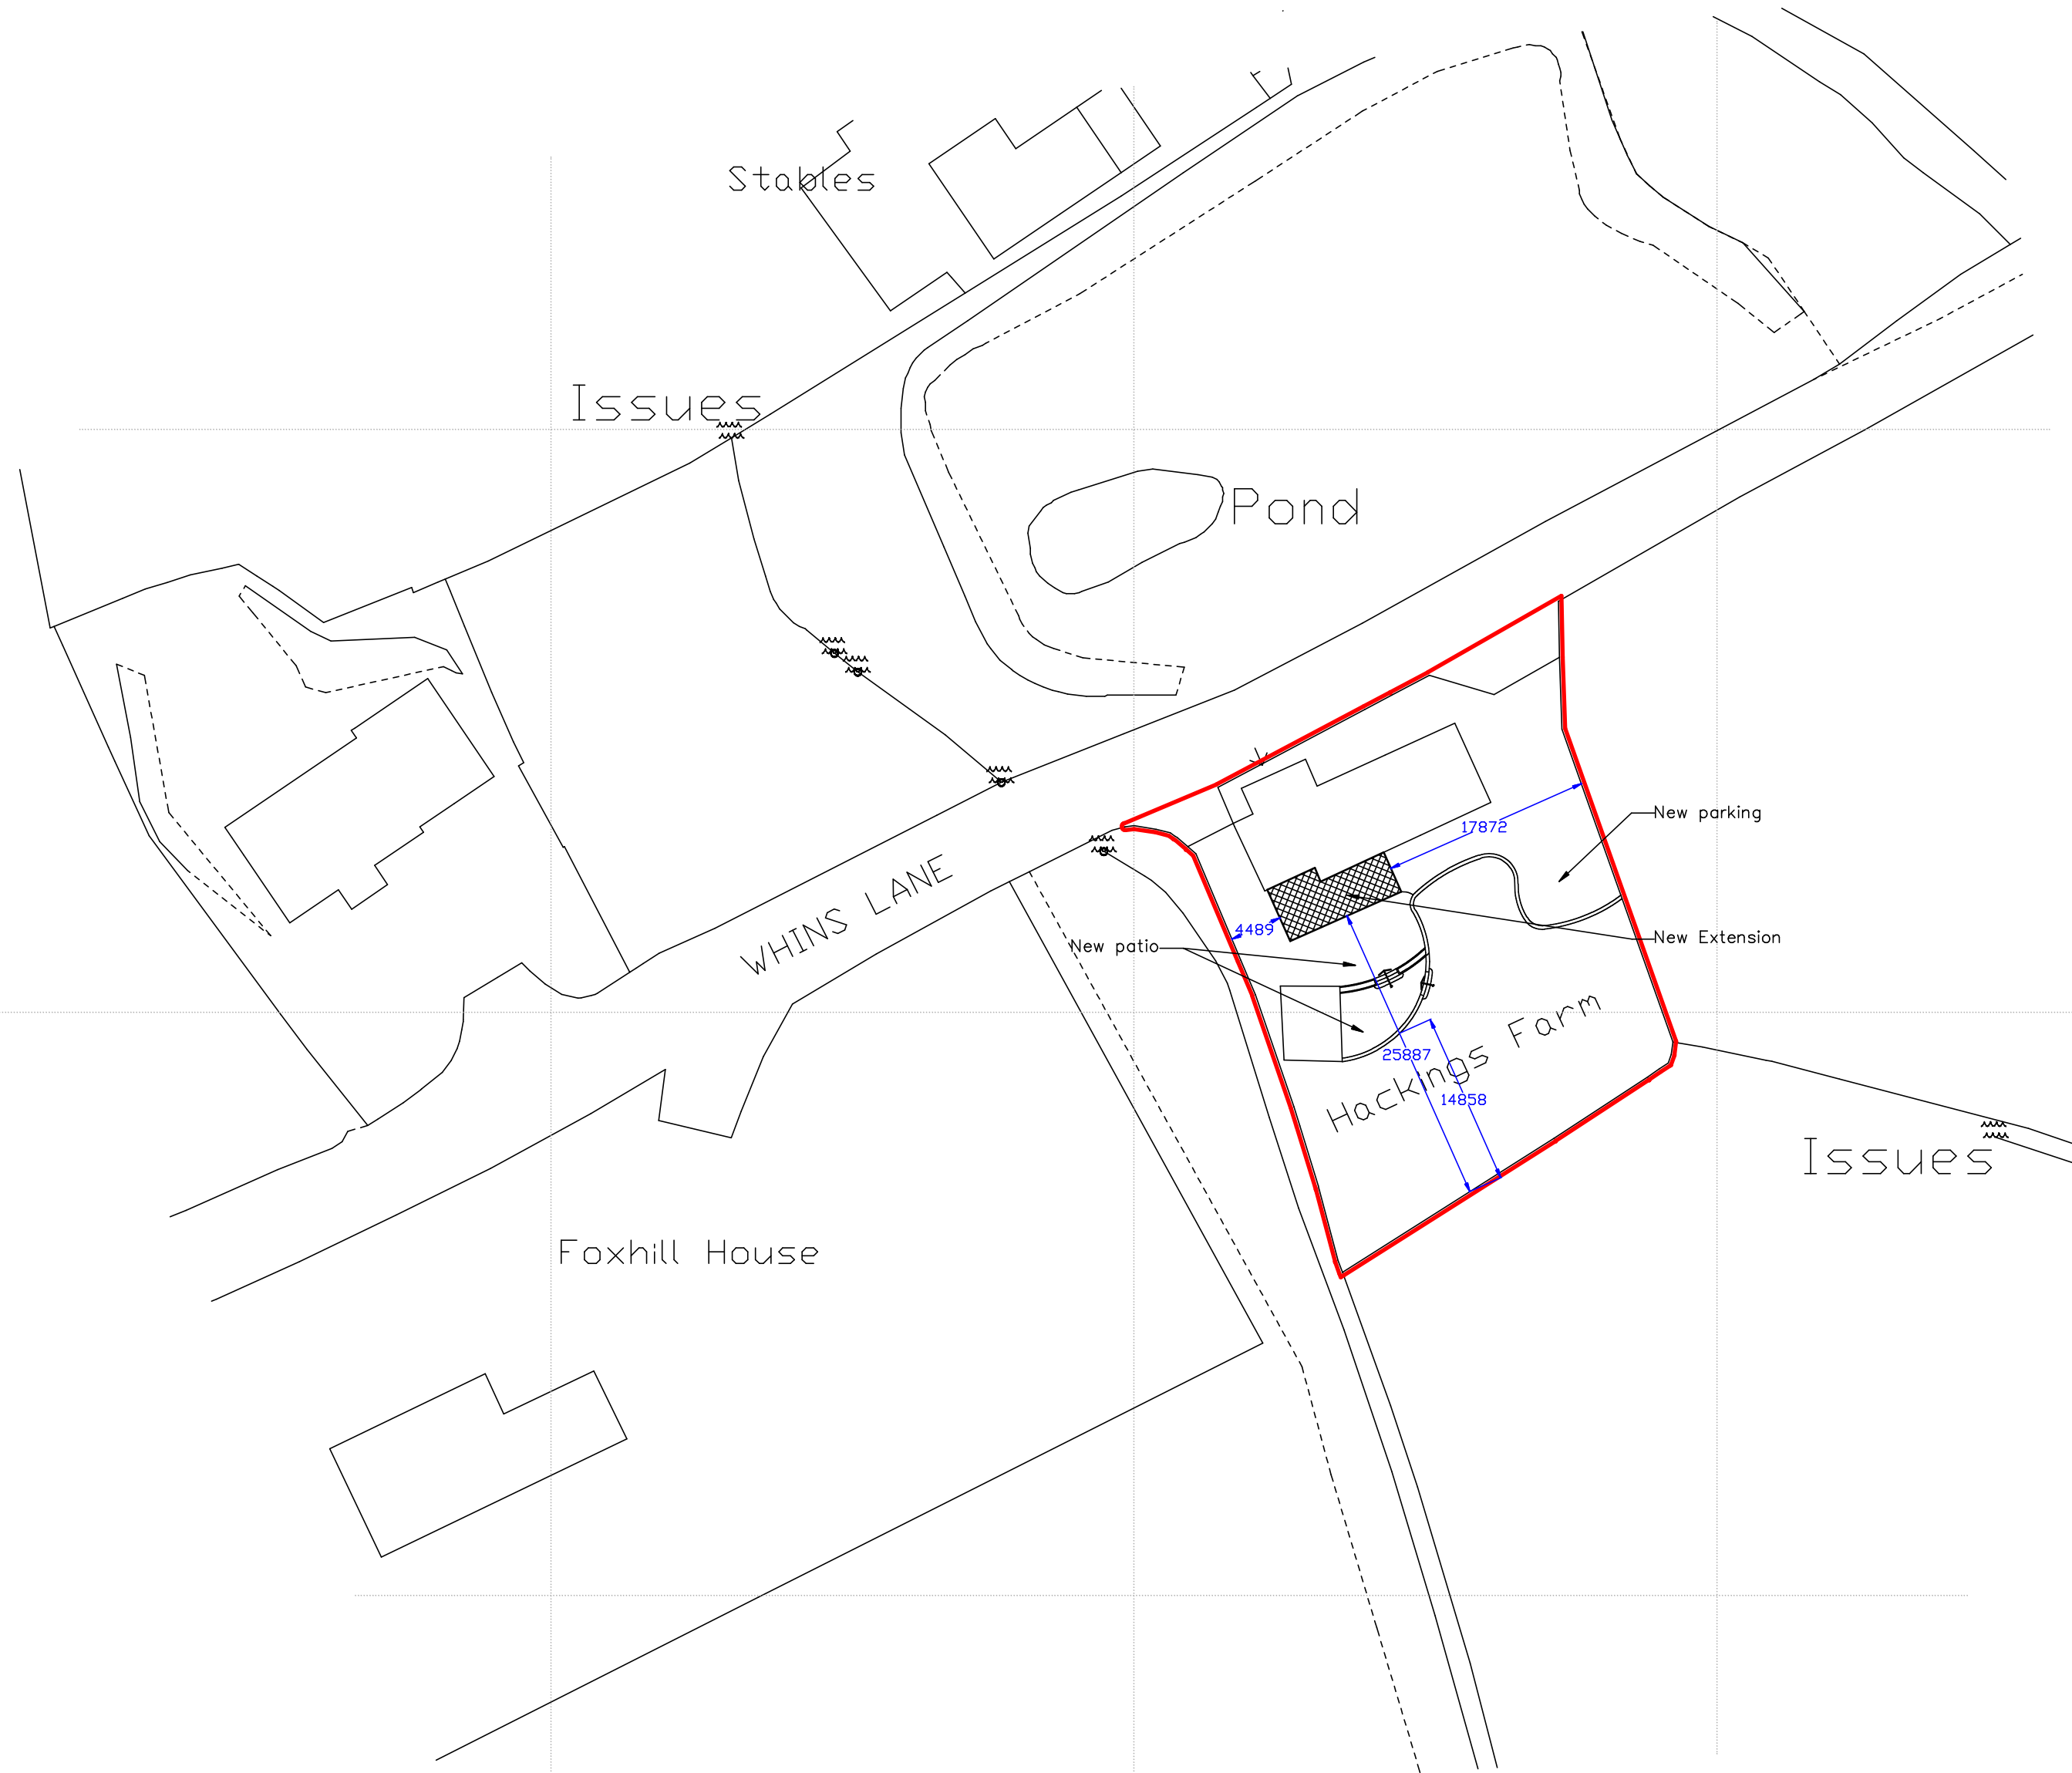 Stables
Issues
Pond
New parking
17872
WHINS LANE
4489
New patio
New Extension
Hackings Farm
25887
14858
Issues
Foxhill House